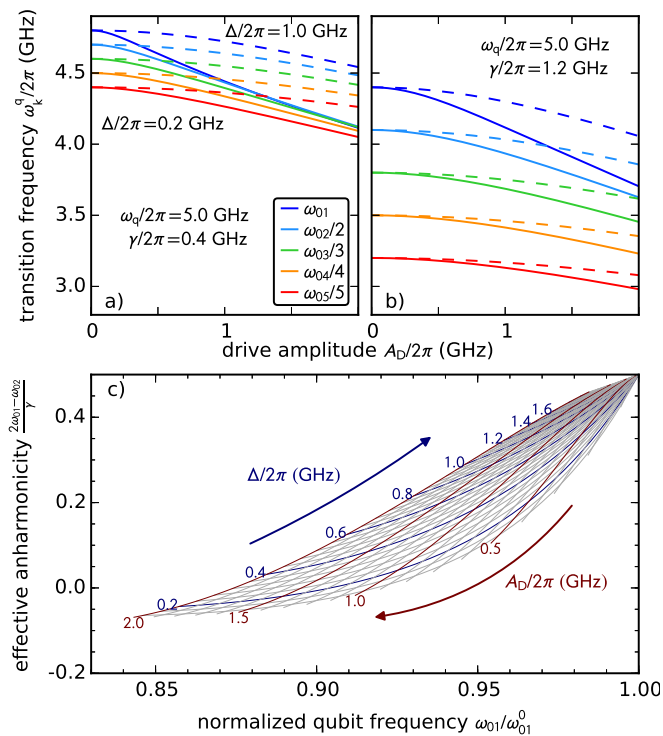 transition frequency ωₖ^q/2π (GHz)
4.5
4.0
3.5
3.0
Δ/2π=1.0 GHz
Δ/2π=0.2 GHz
ω_q/2π=5.0 GHz
γ/2π=0.4 GHz
ω₀₁
ω₀₂/2
ω₀₃/3
ω₀₄/4
ω₀₅/5
a)
0
1
ω_q/2π=5.0 GHz
γ/2π=1.2 GHz
b)
0
1
drive amplitude A_D/2π (GHz)
c)
effective anharmonicity (2ω₀₁−ω₀₂)/γ
0.4
0.2
0.0
-0.2
Δ/2π (GHz)
1.6
1.4
1.2
1.0
0.8
0.6
0.4
0.2
0.5
1.0
1.5
2.0
A_D/2π (GHz)
0.85
0.90
0.95
1.00
normalized qubit frequency ω₀₁/ω₀₁⁰